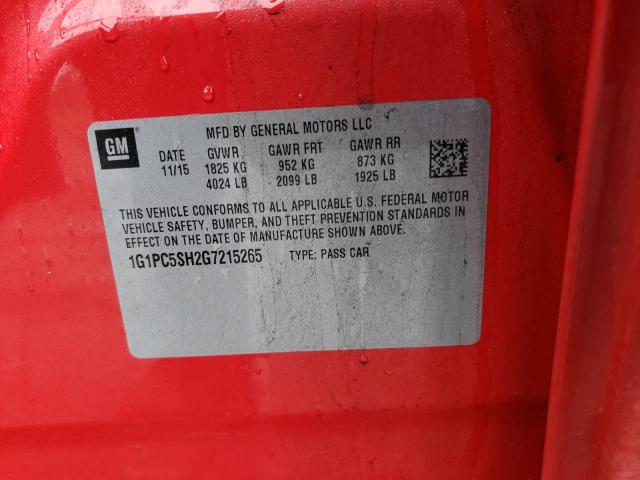 GM
MFD BY GENERAL MOTORS LLC
DATE GVWR GAWR FRT GAWR RR
11/15 1825 KG 952 KG 873 KG
4024 LB 2099 LB 1925 LB
THIS VEHICLE CONFORMS TO ALL APPLICABLE U.S. FEDERAL MOTOR
VEHICLE SAFETY, BUMPER, AND THEFT PREVENTION STANDARDS IN
EFFECT ON THE DATE OF MANUFACTURE SHOWN ABOVE.
1G1PC5SH2G7215265 TYPE: PASS CAR